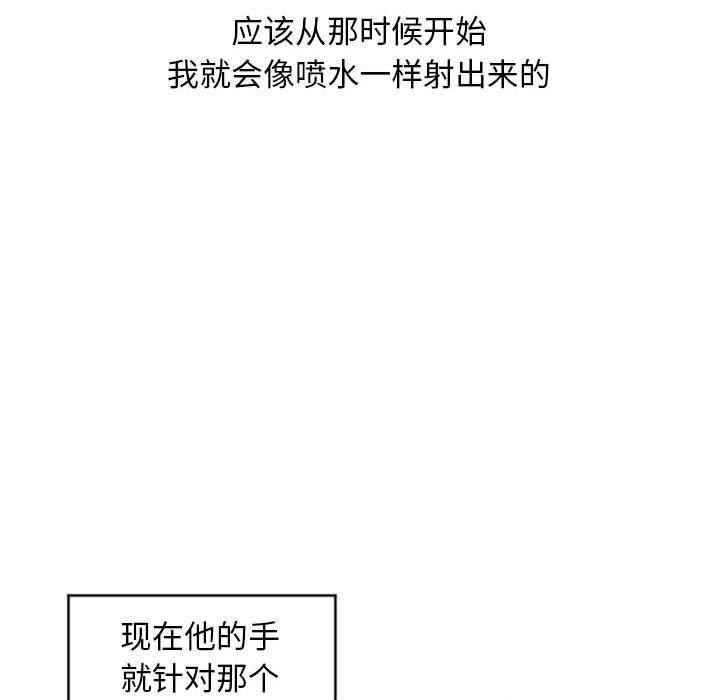 应该从那时候开始
我就会像喷水一样射出来的
现在他的手
就针对那个